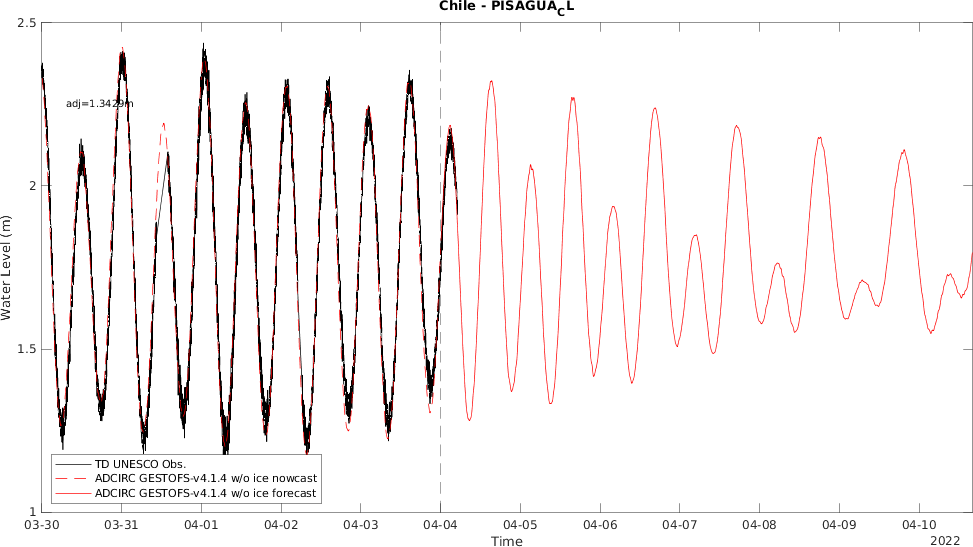 Chile - PISAGUA_CL
2.5
adj=1.3429m
2
Water Level (m)
1.5
TD UNESCO Obs.
ADCIRC GESTOFS-v4.1.4 w/o ice nowcast
ADCIRC GESTOFS-v4.1.4 w/o ice forecast
1
03-30 03-31 04-01 04-02 04-03 04-04 04-05 04-06 04-07 04-08 04-09 04-10
Time
2022